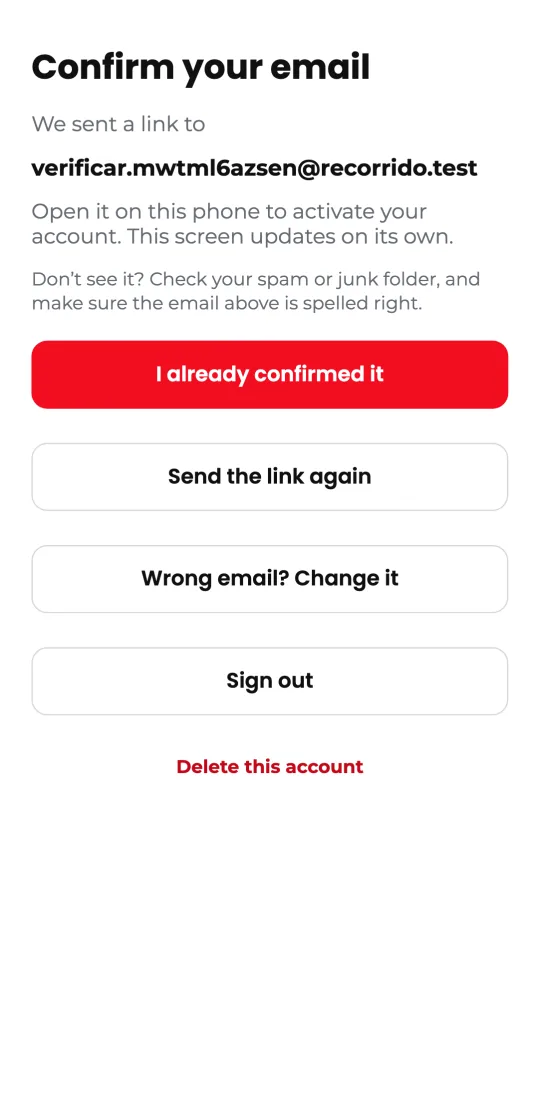 Confirm your email
We sent a link to
verificar.mwtml6azsen@recorrido.test
Open it on this phone to activate your
account. This screen updates on its own.
Don’t see it? Check your spam or junk folder, and
make sure the email above is spelled right.
I already confirmed it
Send the link again
Wrong email? Change it
Sign out
Delete this account